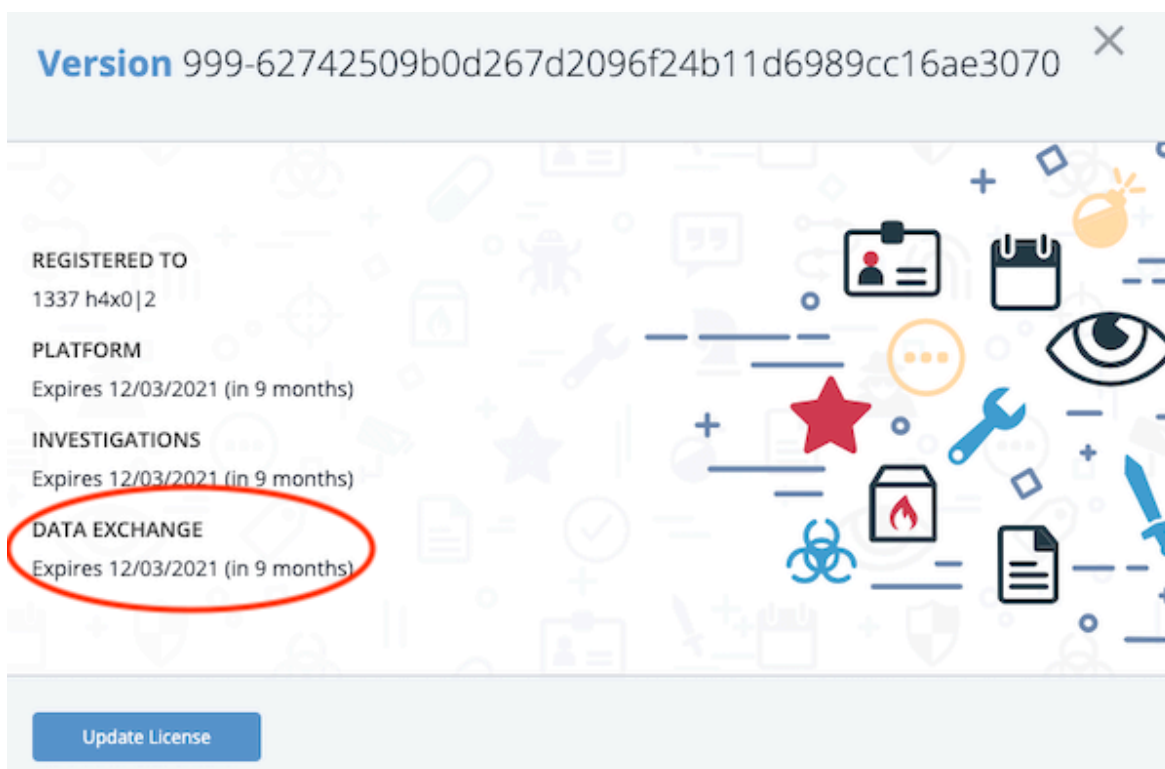 Version 999-62742509b0d267d2096f24b11d6989cc16ae3070
REGISTERED TO
1337 h4x0|2
PLATFORM
Expires 12/03/2021 (in 9 months)
INVESTIGATIONS
Expires 12/03/2021 (in 9 months)
DATA EXCHANGE
Expires 12/03/2021 (in 9 months)
Update License